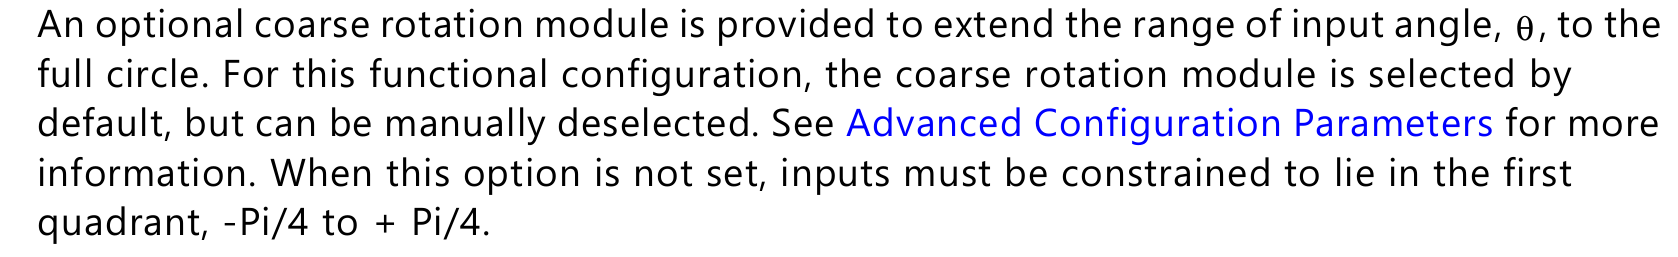 An optional coarse rotation module is provided to extend the range of input angle, θ, to the
full circle. For this functional configuration, the coarse rotation module is selected by
default, but can be manually deselected. See Advanced Configuration Parameters for more
information. When this option is not set, inputs must be constrained to lie in the first
quadrant, -Pi/4 to + Pi/4.